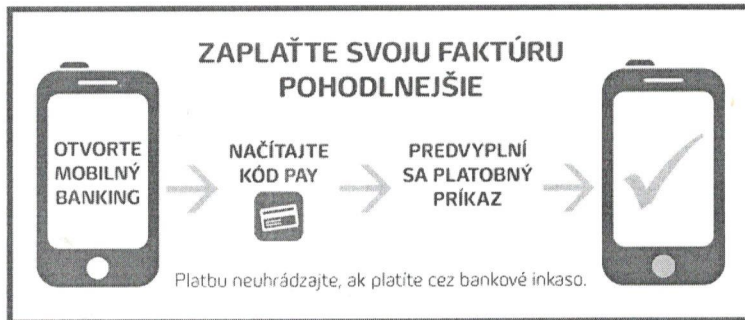 ZAPLAŤTE SVOJU FAKTÚRU
POHODLNEJŠIE
OTVORTE
MOBILNÝ
BANKING
NAČÍTAJTE
KÓD PAY
PREDVYPLNÍ
SA PLATOBNÝ
PRÍKAZ
Platbu neuhrádzajte, ak platíte cez bankové inkaso.